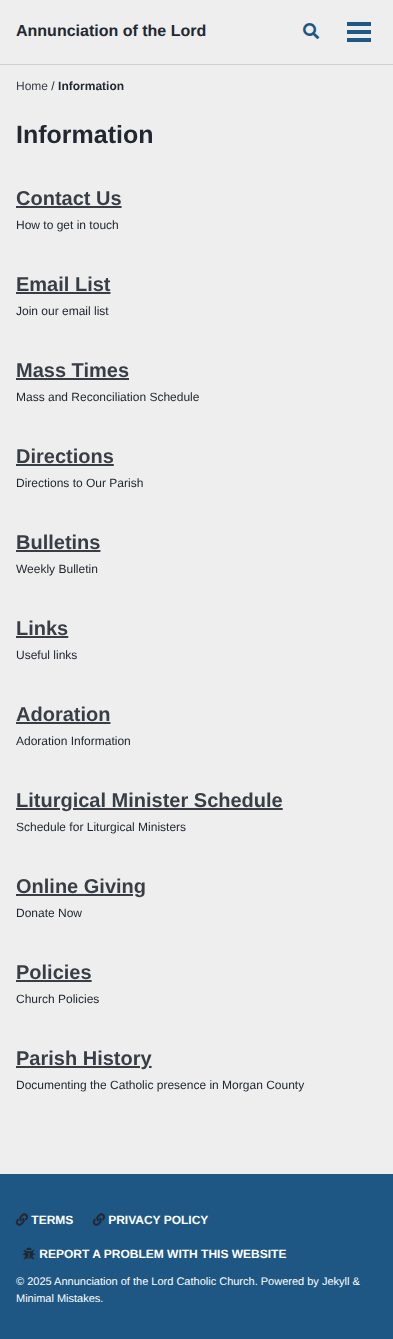 Annunciation of the Lord
Home / Information
Information
Contact Us
How to get in touch
Email List
Join our email list
Mass Times
Mass and Reconciliation Schedule
Directions
Directions to Our Parish
Bulletins
Weekly Bulletin
Links
Useful links
Adoration
Adoration Information
Liturgical Minister Schedule
Schedule for Liturgical Ministers
Online Giving
Donate Now
Policies
Church Policies
Parish History
Documenting the Catholic presence in Morgan County
TERMS PRIVACY POLICY
REPORT A PROBLEM WITH THIS WEBSITE
© 2025 Annunciation of the Lord Catholic Church. Powered by Jekyll &
Minimal Mistakes.